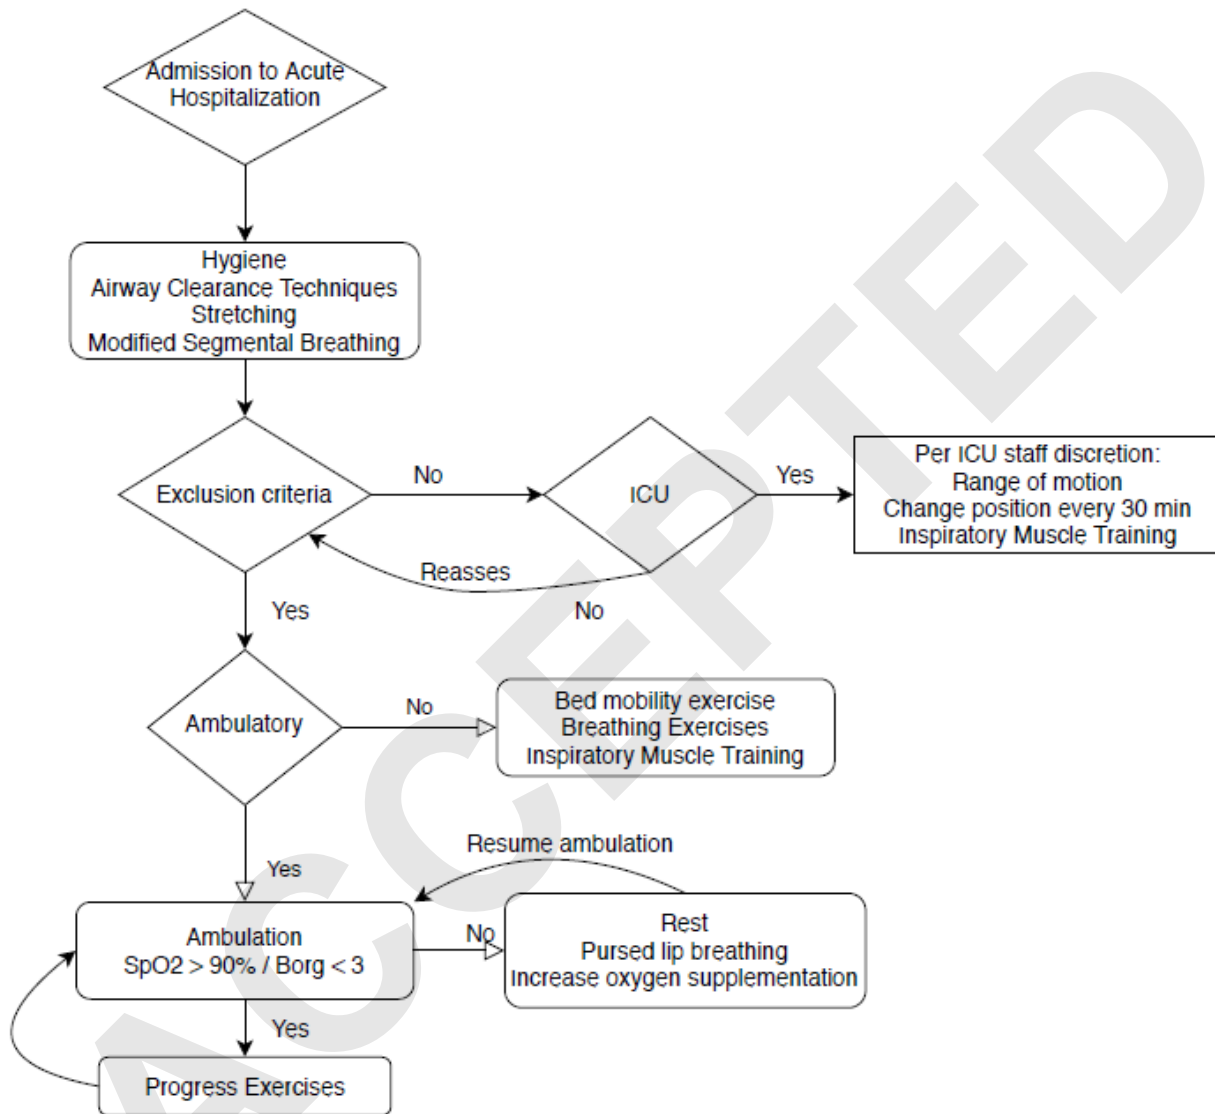 Admission to Acute
Hospitalization
Hygiene
Airway Clearance Techniques
Stretching
Modified Segmental Breathing
Exclusion criteria
No
ICU
Yes
Per ICU staff discretion:
Range of motion
Change position every 30 min
Inspiratory Muscle Training
Reasses
No
Yes
Ambulatory
No
Bed mobility exercise
Breathing Exercises
Inspiratory Muscle Training
Yes
Resume ambulation
Ambulation
SpO2 > 90% / Borg < 3
No
Rest
Pursed lip breathing
Increase oxygen supplementation
Yes
Progress Exercises
ACCEPTED